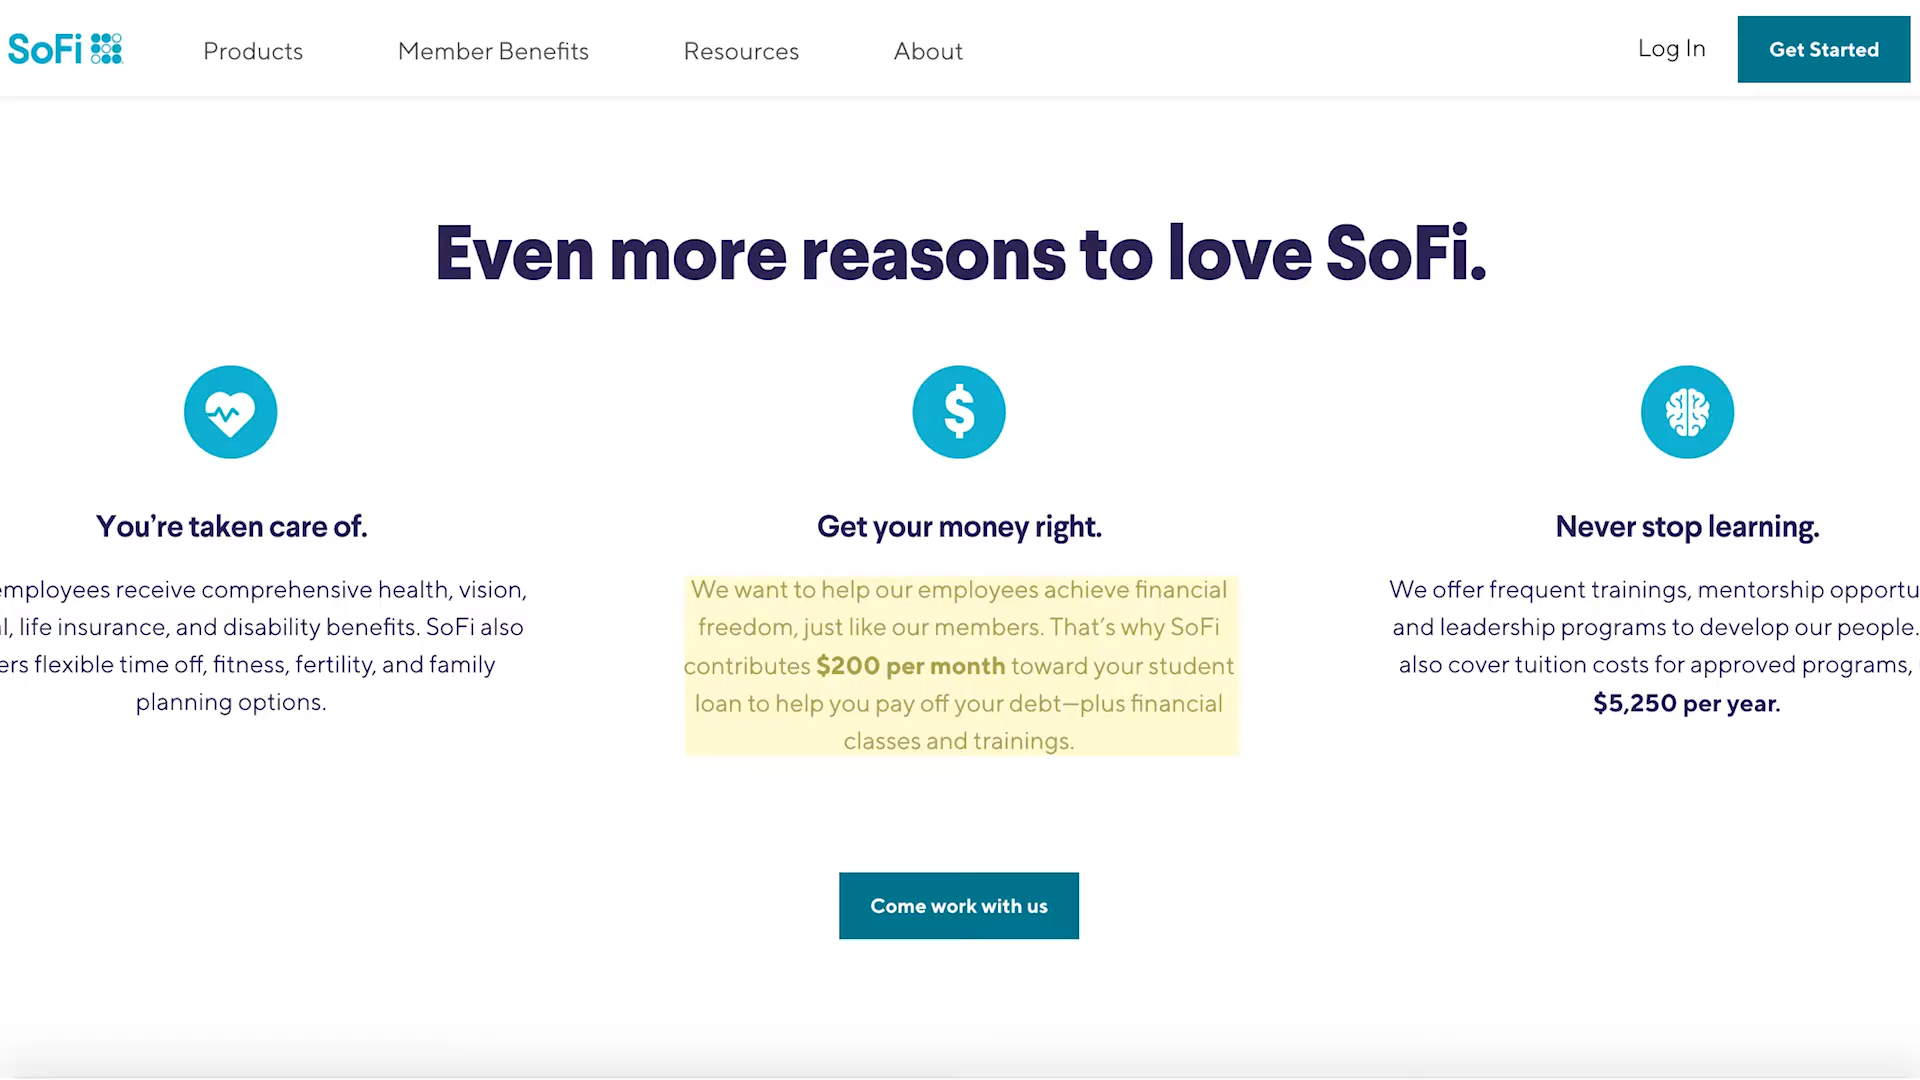 SoFi
Products
Member Benefits
Resources
About
Log In
Get Started
Even more reasons to love SoFi.
You're taken care of.
employees receive comprehensive health, vision,
life insurance, and disability benefits. SoFi also
flexible time off, fitness, fertility, and family
planning options.
Get your money right.
We want to help our employees achieve financial
freedom, just like our members. That's why SoFi
contributes $200 per month toward your student
loan to help you pay off your debt—plus financial
classes and trainings.
Never stop learning.
We offer frequent trainings, mentorship opportu
and leadership programs to develop our people.
also cover tuition costs for approved programs,
$5,250 per year.
Come work with us